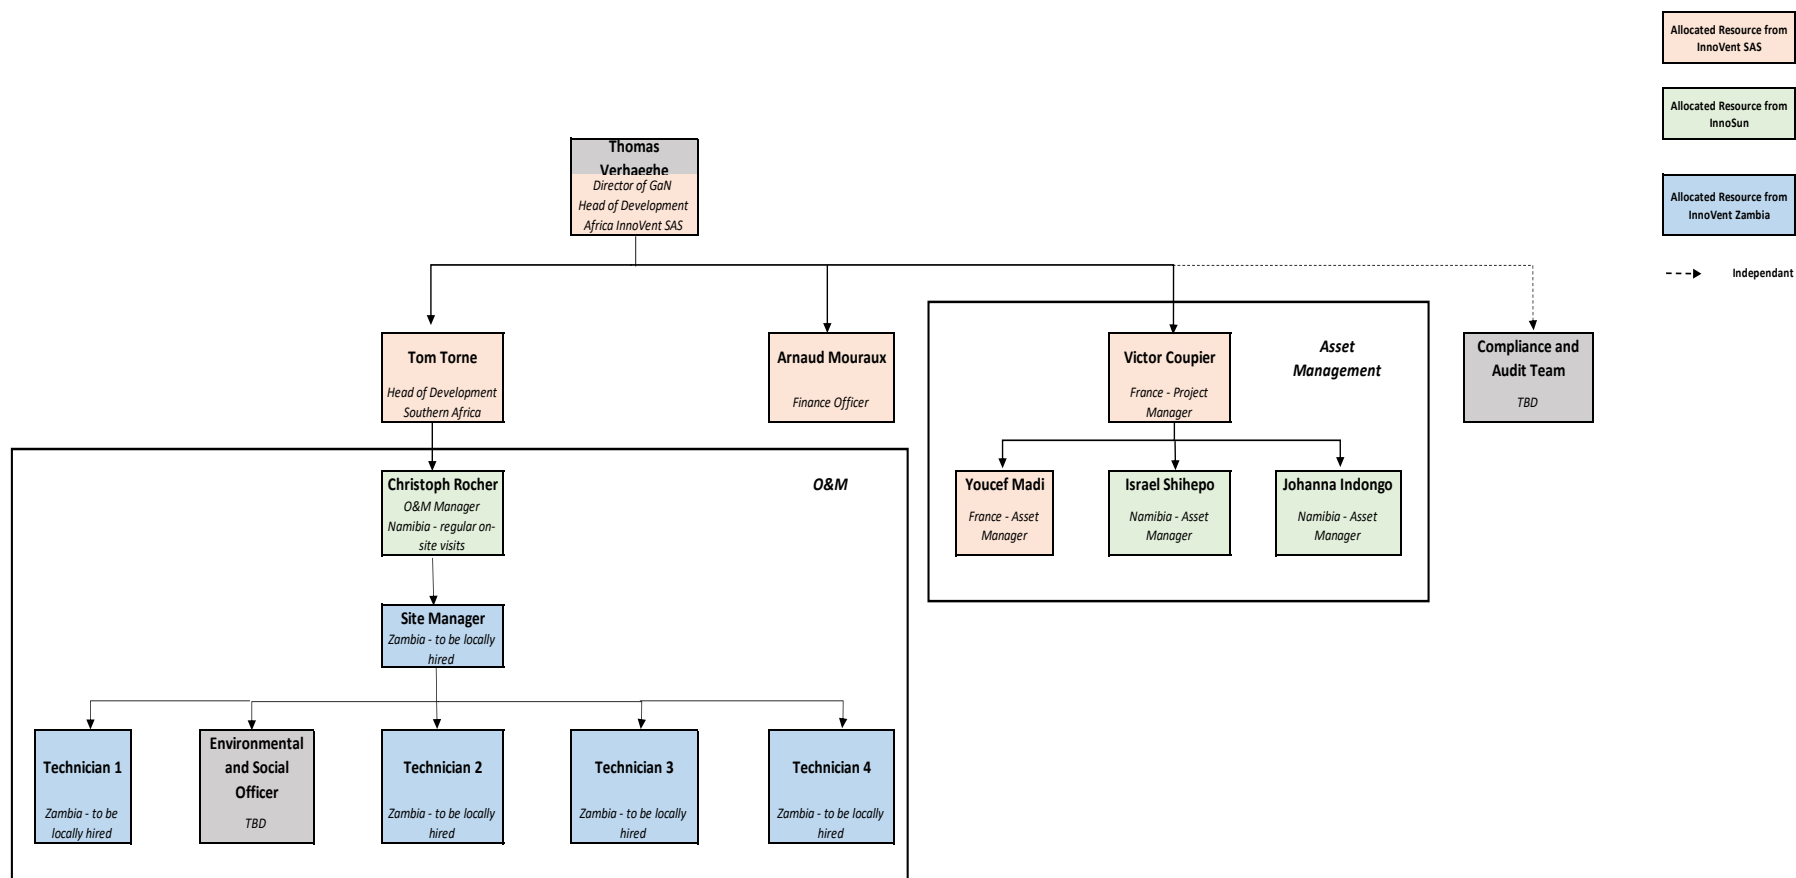 Allocated Resource from
InnoVent SAS
Allocated Resource from
InnoSun
Allocated Resource from
InnoVent Zambia
Independant
Thomas
Verhaeghe
Director of GaN
Head of Development
Africa InnoVent SAS
Tom Torne
Head of Development
Southern Africa
Arnaud Mouraux
Finance Officer
Asset
Management
Victor Coupier
France - Project
Manager
Compliance and
Audit Team
TBD
O&M
Christoph Rocher
O&M Manager
Namibia - regular on-
site visits
Youcef Madi
France - Asset
Manager
Israel Shihepo
Namibia - Asset
Manager
Johanna Indongo
Namibia - Asset
Manager
Site Manager
Zambia - to be locally
hired
Technician 1
Zambia - to be
locally hired
Environmental
and Social
Officer
TBD
Technician 2
Zambia - to be locally
hired
Technician 3
Zambia - to be locally
hired
Technician 4
Zambia - to be locally
hired